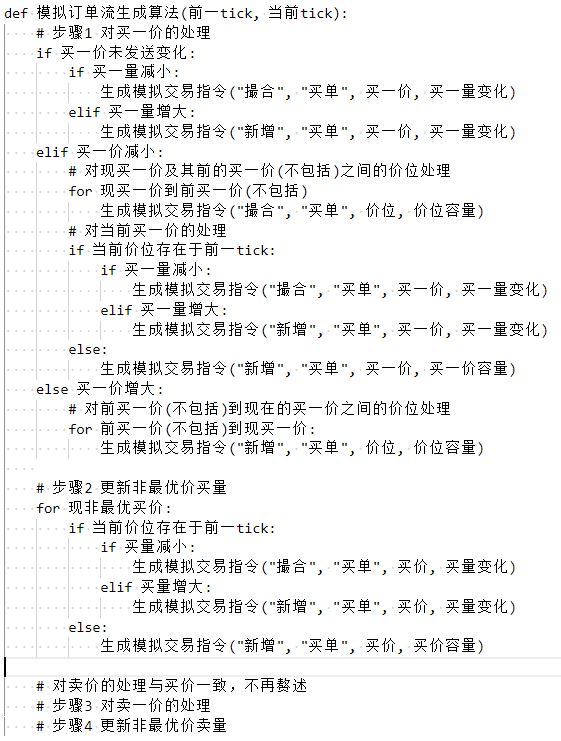 def 模拟订单流生成算法(前一tick, 当前tick):
# 步骤1 对买一价的处理
if 买一价未发送变化:
if 买一量减小:
生成模拟交易指令("撮合", "买单", 买一价, 买一量变化)
elif 买一量增大:
生成模拟交易指令("新增", "买单", 买一价, 买一量变化)
elif 买一价减小:
# 对现买一价及其前的买一价(不包括)之间的价位处理
for 现买一价到前买一价(不包括)
生成模拟交易指令("撮合", "买单", 价位, 价位容量)
# 对当前买一价的处理
if 当前价位存在于前一tick:
if 买一量减小:
生成模拟交易指令("撮合", "买单", 买一价, 买一量变化)
elif 买一量增大:
生成模拟交易指令("新增", "买单", 买一价, 买一量变化)
else:
生成模拟交易指令("新增", "买单", 买一价, 买一价容量)
else 买一价增大:
# 对前买一价(不包括)到现在的买一价之间的价位处理
for 前买一价(不包括)到现买一价:
生成模拟交易指令("新增", "买单", 价位, 价位容量)
# 步骤2 更新非最优价买量
for 现非最优买价:
if 当前价位存在于前一tick:
if 买量减小:
生成模拟交易指令("撮合", "买单", 买价, 买量变化)
elif 买量增大:
生成模拟交易指令("新增", "买单", 买价, 买量变化)
else:
生成模拟交易指令("新增", "买单", 买价, 买价容量)
# 对卖价的处理与买价一致，不再赘述
# 步骤3 对卖一价的处理
# 步骤4 更新非最优价卖量